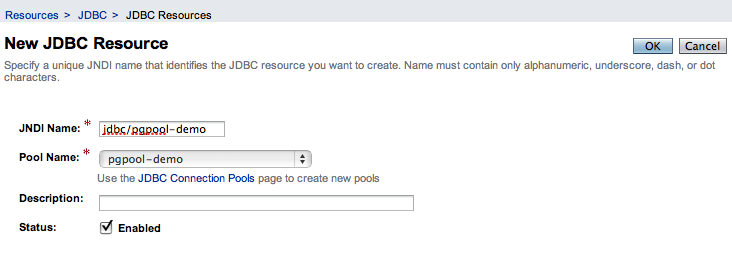 Resources > JDBC > JDBC Resources
New JDBC Resource
OK Cancel
Specify a unique JNDI name that identifies the JDBC resource you want to create. Name must contain only alphanumeric, underscore, dash, or dot
characters.
JNDI Name: * jdbc/pgpool-demo
Pool Name: * pgpool-demo
Use the JDBC Connection Pools page to create new pools
Description:
Status: Enabled